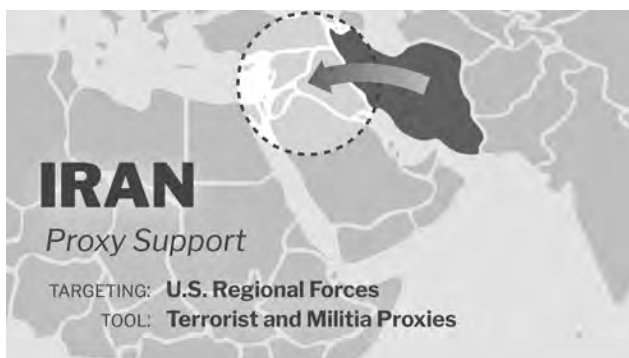 IRAN
Proxy Support
TARGETING: U.S. Regional Forces
TOOL: Terrorist and Militia Proxies